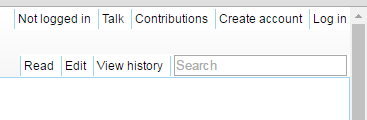 Not logged in Talk Contributions Create account Log in
Read Edit View history Search